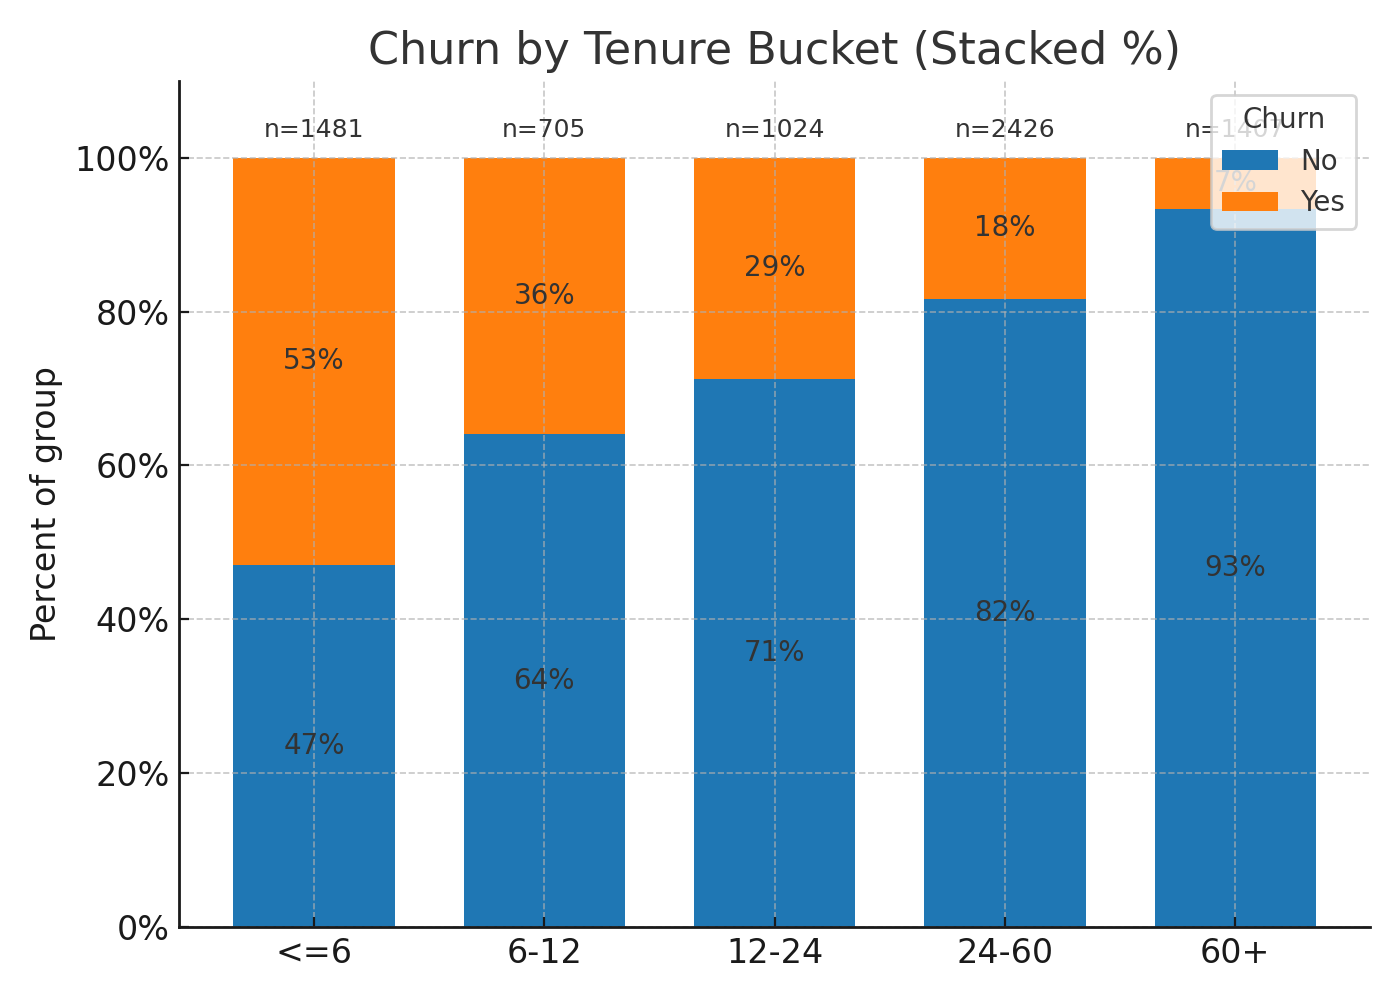 Churn by Tenure Bucket (Stacked %)
n=1481
n=705
n=1024
n=2426
n=1407
Churn
No
Yes
100%
80%
60%
40%
20%
0%
Percent of group
53%
36%
29%
18%
7%
47%
64%
71%
82%
93%
<=6
6-12
12-24
24-60
60+